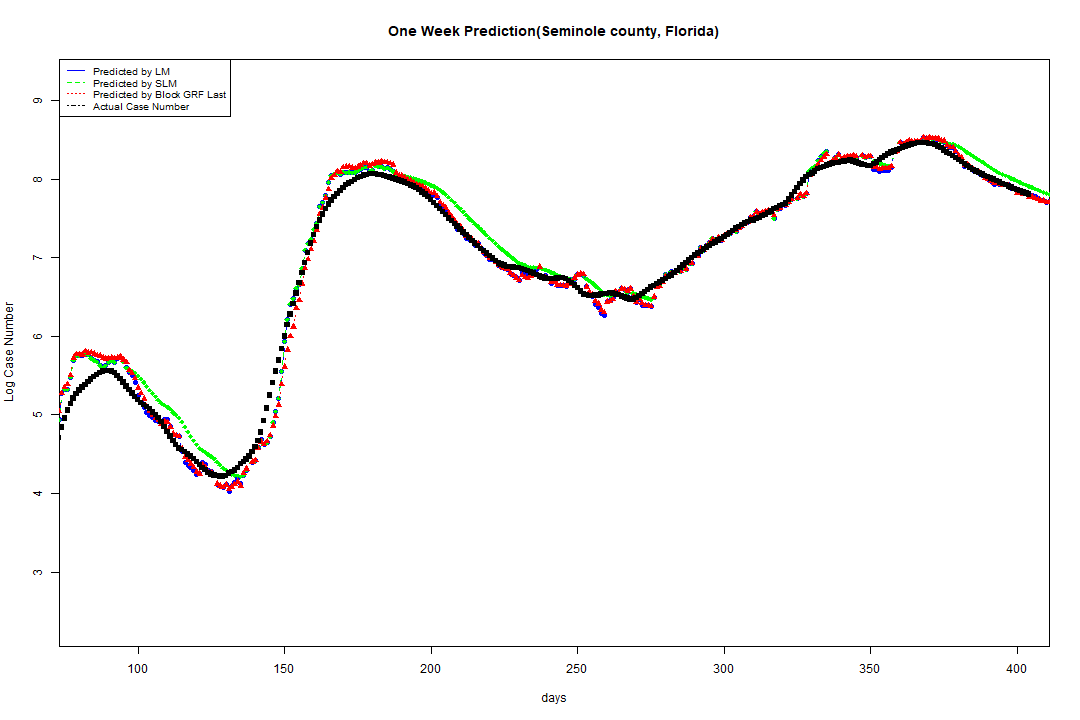 One Week Prediction(Seminole county, Florida)
Predicted by LM
Predicted by SLM
Predicted by Block GRF Last
Actual Case Number
9
8
7
6
5
4
3
Log Case Number
100 150 200 250 300 350 400
days